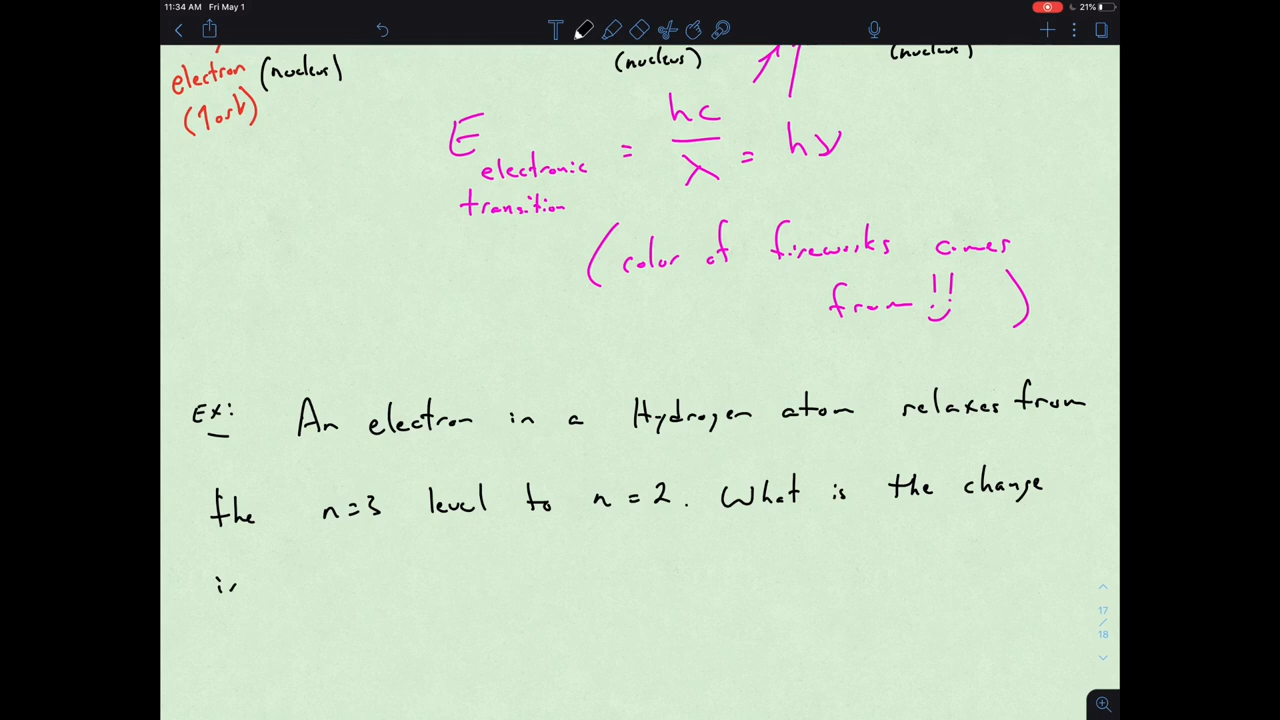 11:34 AM Fri May 1
21%
T
(nucleus)
(nucleus)
electron (nucleus)
E electronic transition = hc/λ = hν
(color of fireworks comes
from!!)
Ex: An electron in a Hydrogen atom relaxes from
the n=3 level to n=2. What is the change
in
17
/
18